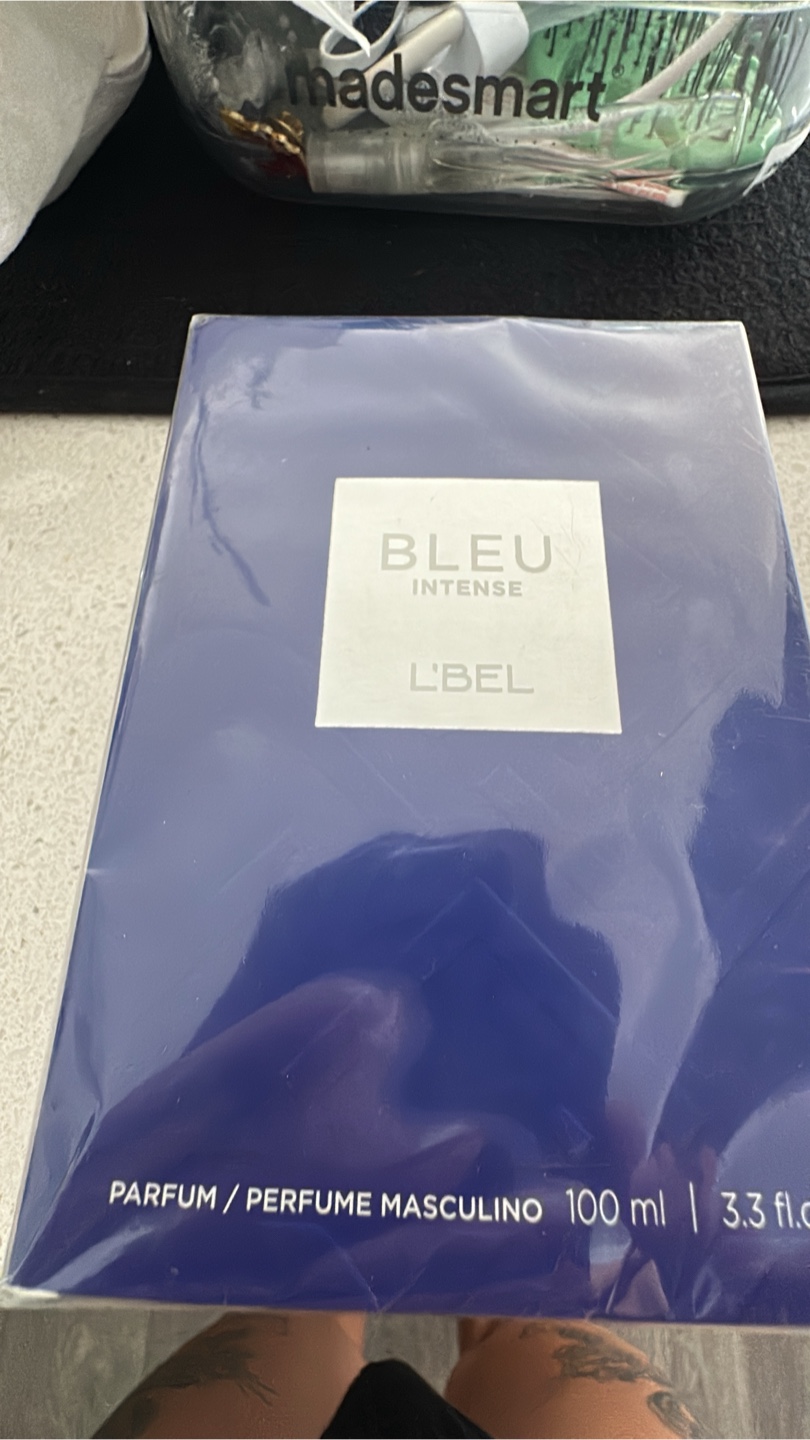 madesmart®
BLEU
INTENSE
L'BEL
PARFUM / PERFUME MASCULINO 100 ml | 3.3 fl.o